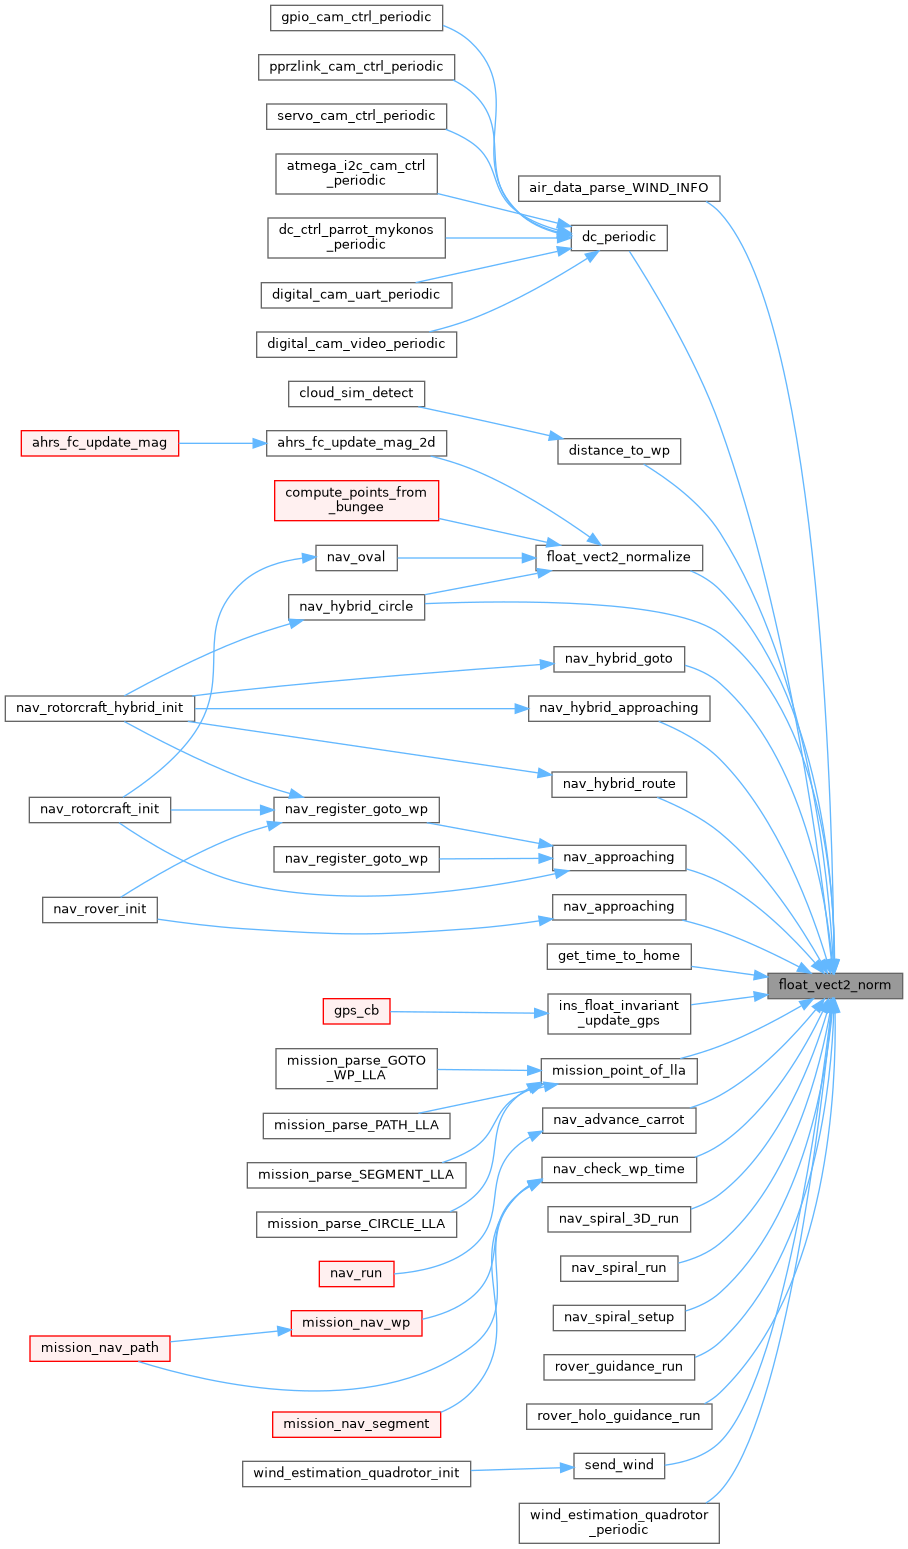 gpio_cam_ctrl_periodic
pprzlink_cam_ctrl_periodic
servo_cam_ctrl_periodic
atmega_i2c_cam_ctrl
_periodic
air_data_parse_WIND_INFO
dc_ctrl_parrot_mykonos
_periodic
dc_periodic
digital_cam_uart_periodic
digital_cam_video_periodic
cloud_sim_detect
ahrs_fc_update_mag
ahrs_fc_update_mag_2d
distance_to_wp
compute_points_from
_bungee
nav_oval
float_vect2_normalize
nav_hybrid_circle
nav_hybrid_goto
nav_rotorcraft_hybrid_init
nav_hybrid_approaching
nav_hybrid_route
nav_rotorcraft_init
nav_register_goto_wp
nav_register_goto_wp
nav_approaching
nav_rover_init
nav_approaching
get_time_to_home
float_vect2_norm
gps_cb
ins_float_invariant
_update_gps
mission_parse_GOTO
_WP_LLA
mission_point_of_lla
mission_parse_PATH_LLA
nav_advance_carrot
mission_parse_SEGMENT_LLA
nav_check_wp_time
mission_parse_CIRCLE_LLA
nav_spiral_3D_run
nav_run
nav_spiral_run
mission_nav_wp
nav_spiral_setup
mission_nav_path
rover_guidance_run
mission_nav_segment
rover_holo_guidance_run
wind_estimation_quadrotor_init
send_wind
wind_estimation_quadrotor
_periodic